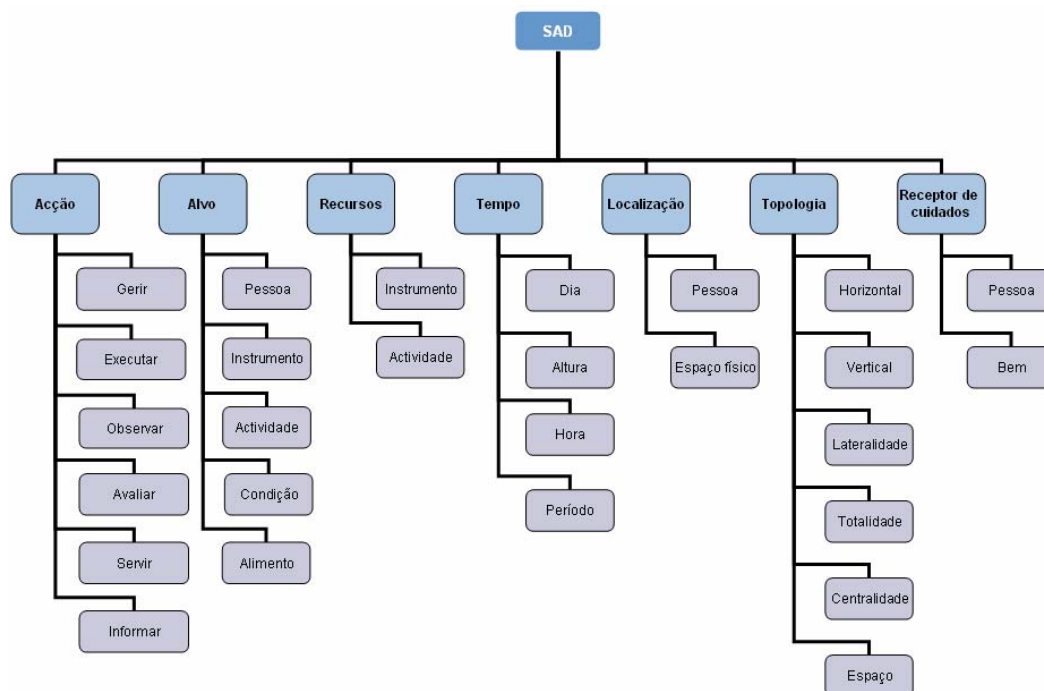 SAD
Acção
Alvo
Recursos
Tempo
Localização
Topologia
Receptor de
cuidados
Gerir
Executar
Observar
Avaliar
Servir
Informar
Pessoa
Instrumento
Actividade
Condição
Alimento
Instrumento
Actividade
Dia
Altura
Hora
Período
Pessoa
Espaço físico
Horizontal
Vertical
Lateralidade
Totalidade
Centralidade
Espaço
Pessoa
Bem